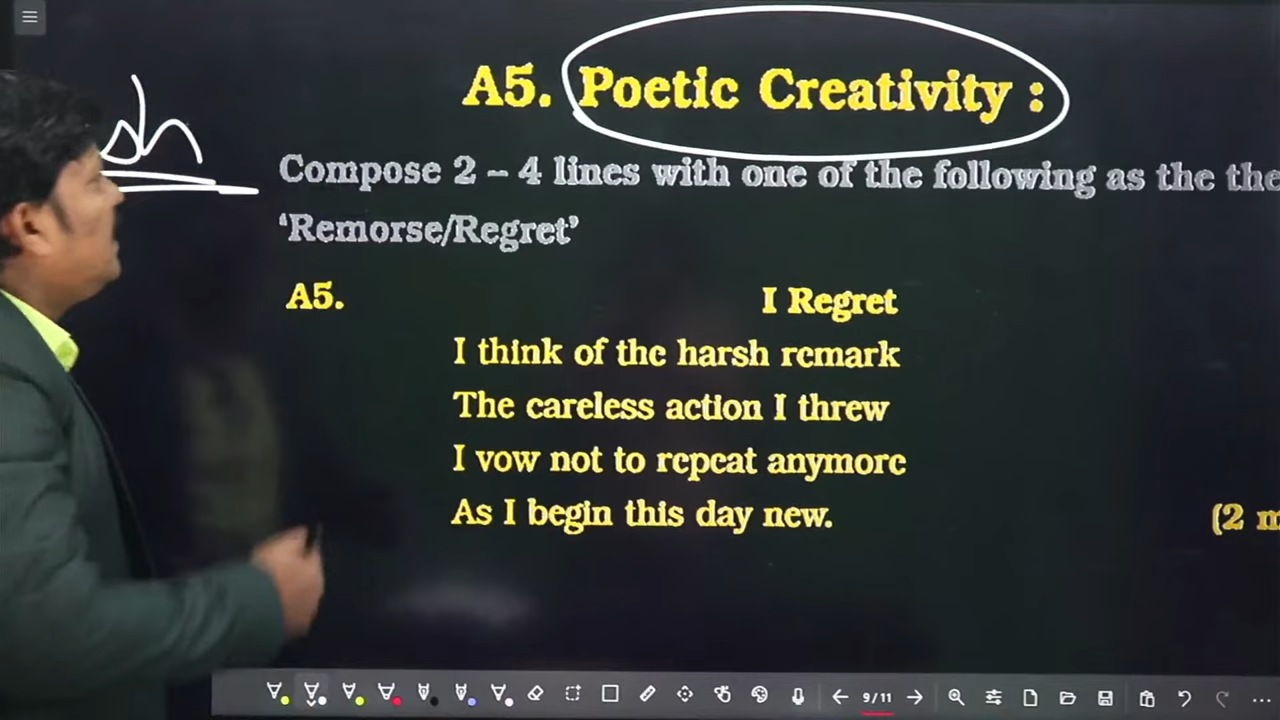 A5. Poetic Creativity :
Compose 2 – 4 lines with one of the following as the
‘Remorse/Regret’
A5.
I Regret
I think of the harsh remark
The careless action I threw
I vow not to repeat anymore
As I begin this day new.
(2
9/11